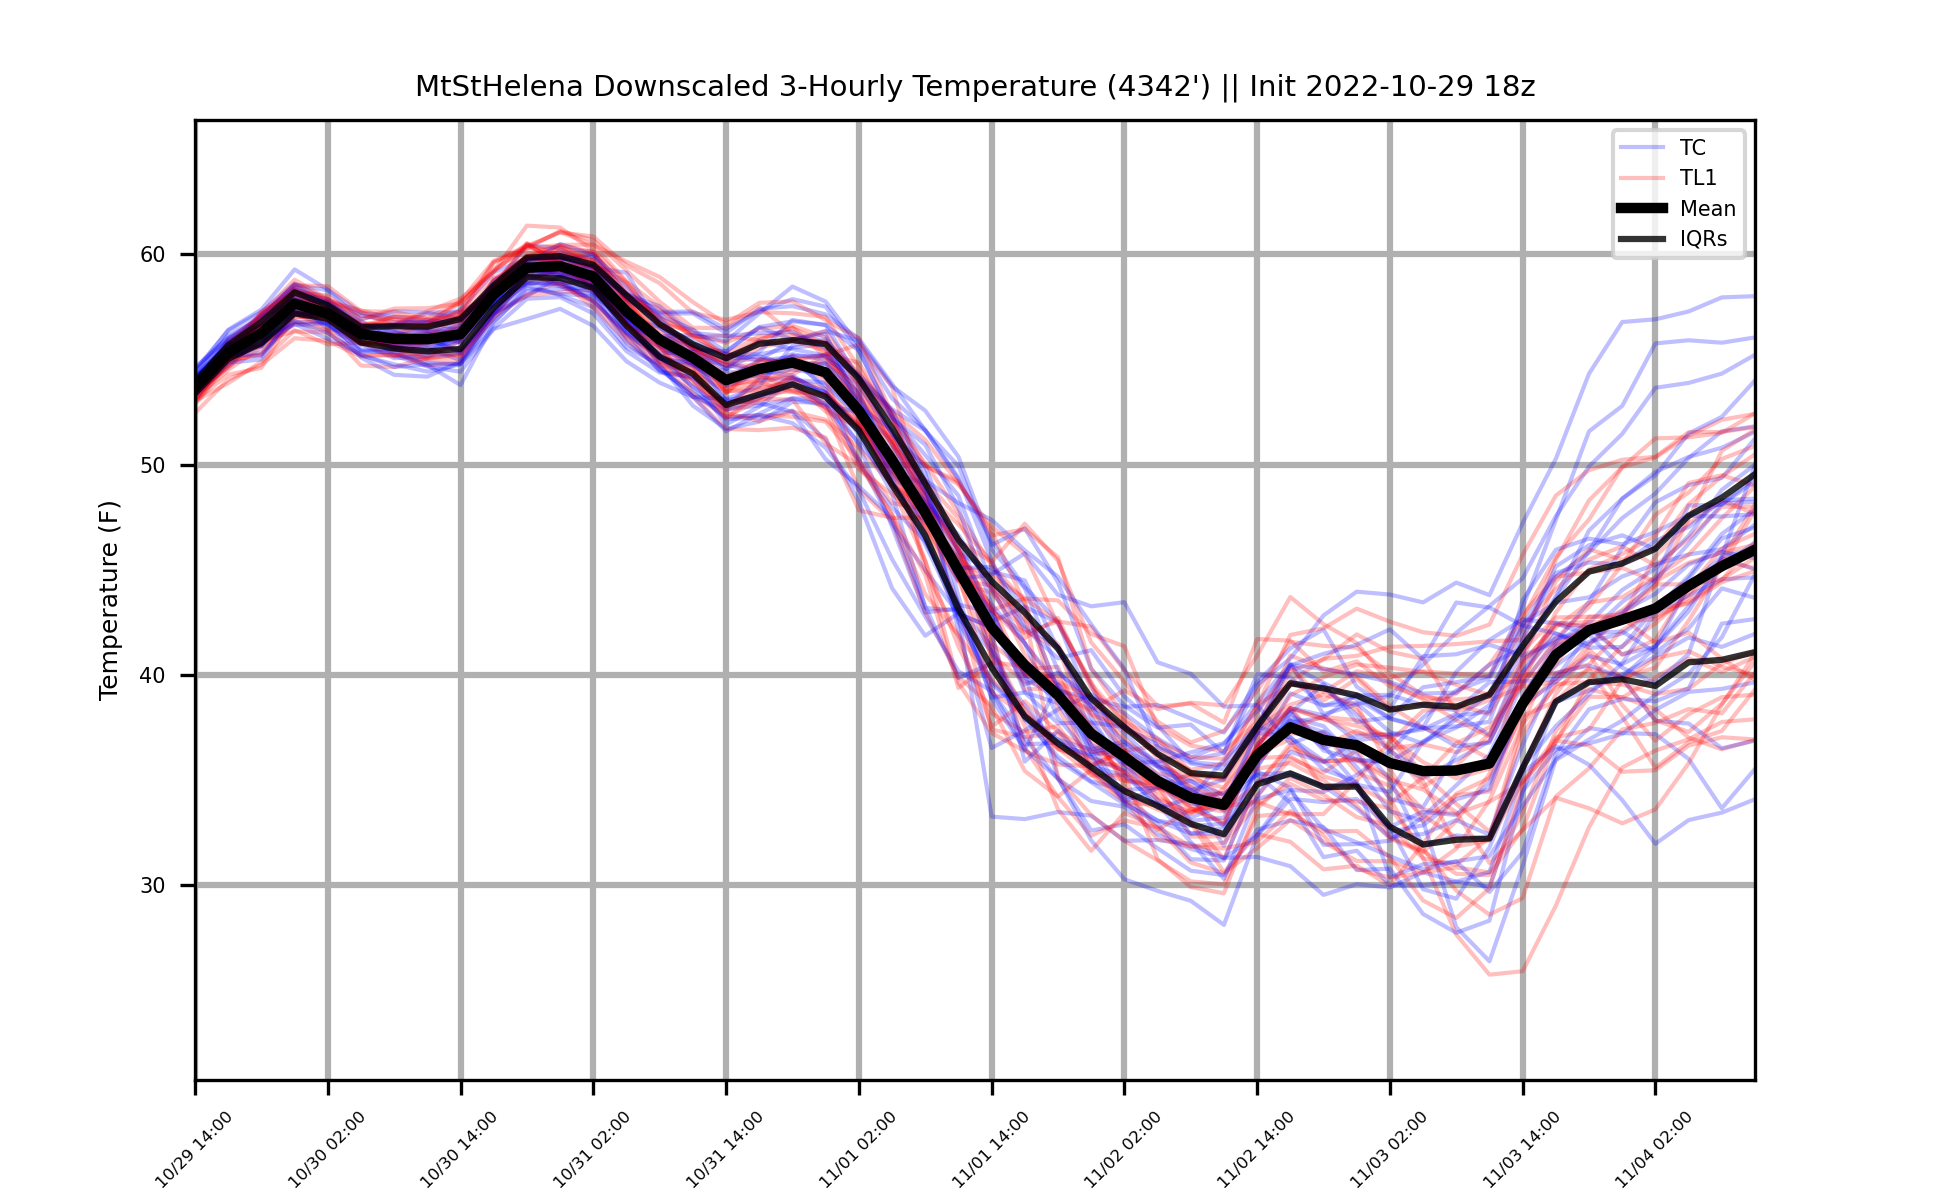 MtStHelena Downscaled 3-Hourly Temperature (4342') || Init 2022-10-29 18z
TC
TL1
Mean
IQRs
Temperature (F)
60
50
40
30
10/29 14:00
10/30 02:00
10/30 14:00
10/31 02:00
10/31 14:00
11/01 02:00
11/01 14:00
11/02 02:00
11/02 14:00
11/03 02:00
11/03 14:00
11/04 02:00